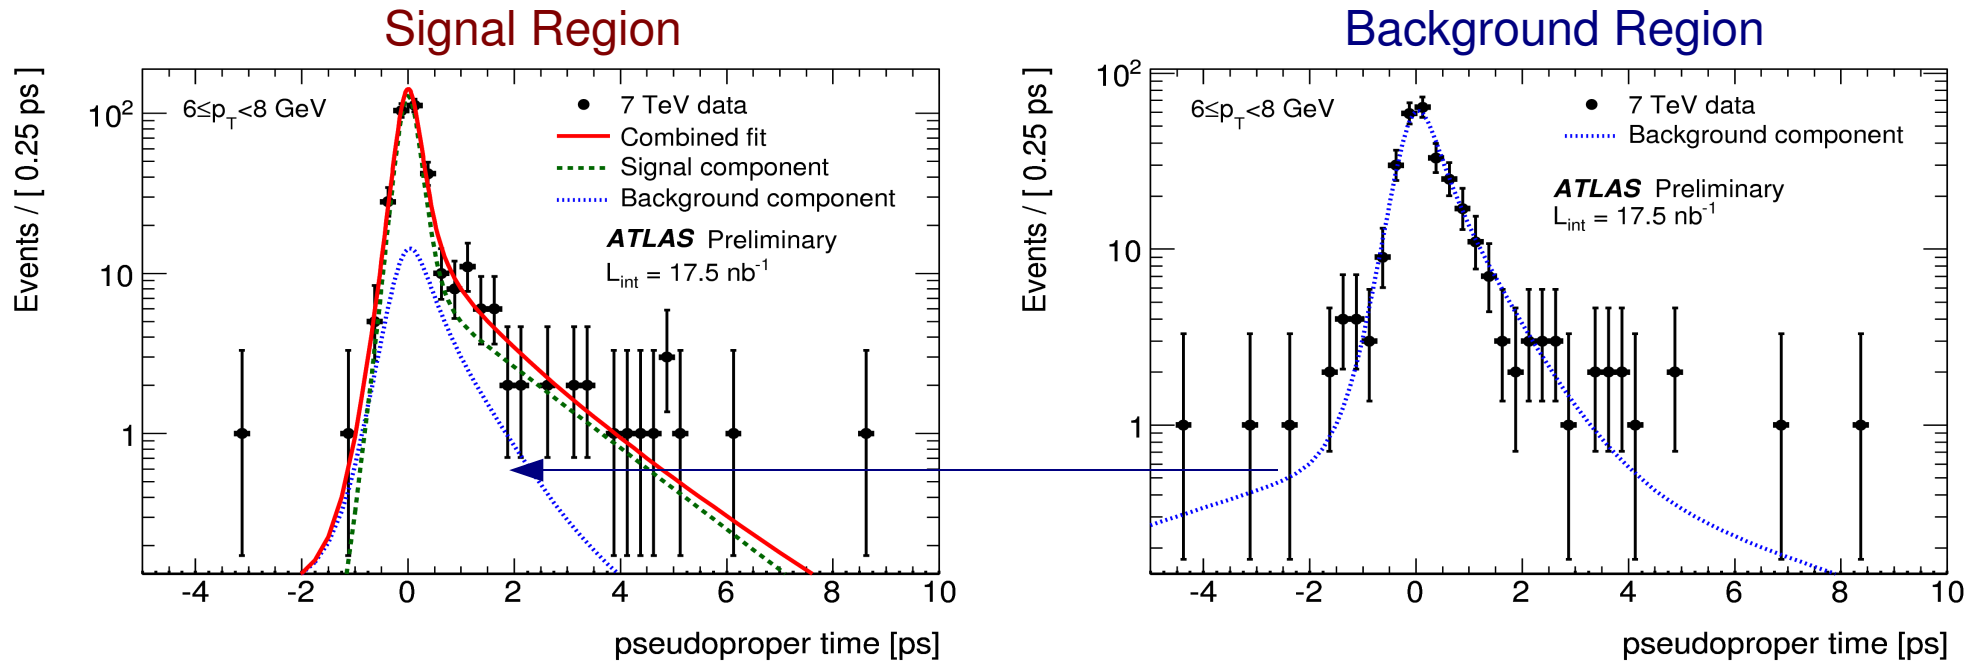 Signal Region
Events / [ 0.25 ps ]
10²
10
1
6≤pT<8 GeV
7 TeV data
Combined fit
Signal component
Background component
ATLAS Preliminary
Lint = 17.5 nb-1
-4 -2 0 2 4 6 8 10
pseudoproper time [ps]
Background Region
Events / [ 0.25 ps ]
10²
10
1
6≤pT<8 GeV
7 TeV data
Background component
ATLAS Preliminary
Lint = 17.5 nb-1
-4 -2 0 2 4 6 8 10
pseudoproper time [ps]